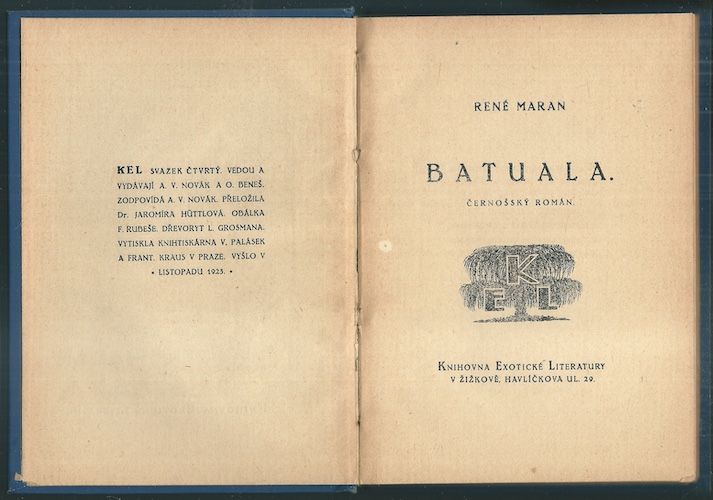 KEL SVAZEK ČTVRTÝ. VEDOU A
VYDÁVAJÍ A. V. NOVÁK A O. BENEŠ.
ZODPOVÍDÁ A. V. NOVÁK. PŘELOŽILA
Dr. JAROMÍRA HÜTTLOVÁ. OBÁLKA
F. RUBEŠE. DŘEVORYT L. GROSMANA.
VYTISKLA KNIHTISKÁRNA V. PALÁSEK
A FRANT. KRAUS V PRAZE. VYŠLO V
• LISTOPADU 1923. •
RENÉ MARAN
BATUALA.
ČERNOŠSKÝ ROMÁN.
KEL
KNIHOVNA EXOTICKÉ LITERATURY
V ŽIŽKOVĚ, HAVLÍČKOVA UL. 29.